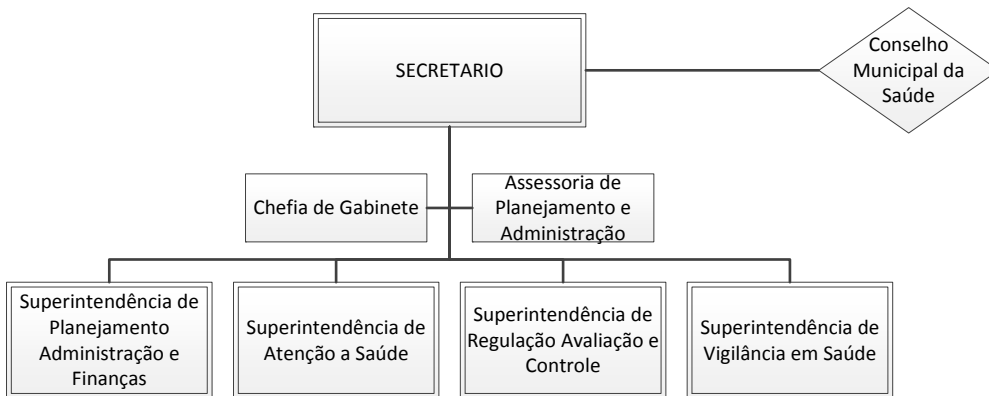 SECRETARIO
Conselho
Municipal da
Saúde
Chefia de Gabinete
Assessoria de
Planejamento e
Administração
Superintendência de
Planejamento
Administração e
Finanças
Superintendência de
Atenção a Saúde
Superintendência de
Regulação Avaliação e
Controle
Superintendência de
Vigilância em Saúde